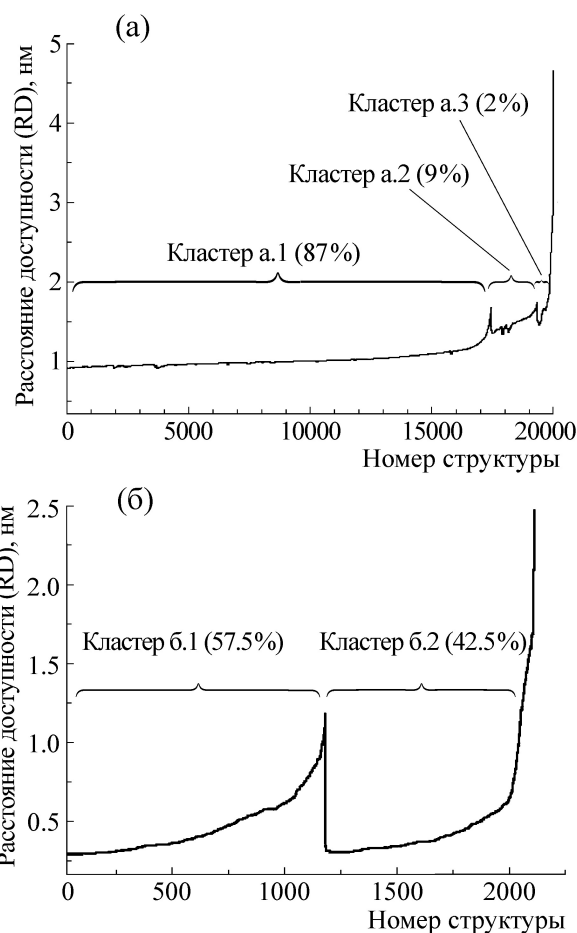 (а)
Расстояние доступности (RD), нм
5
4
3
2
1
Кластер а.3 (2%)
Кластер а.2 (9%)
Кластер а.1 (87%)
0 5000 10000 15000 20000
Номер структуры
(б)
Расстояние доступности (RD), нм
2.5
2.0
1.5
1.0
0.5
Кластер б.1 (57.5%) Кластер б.2 (42.5%)
0 500 1000 1500 2000
Номер структуры